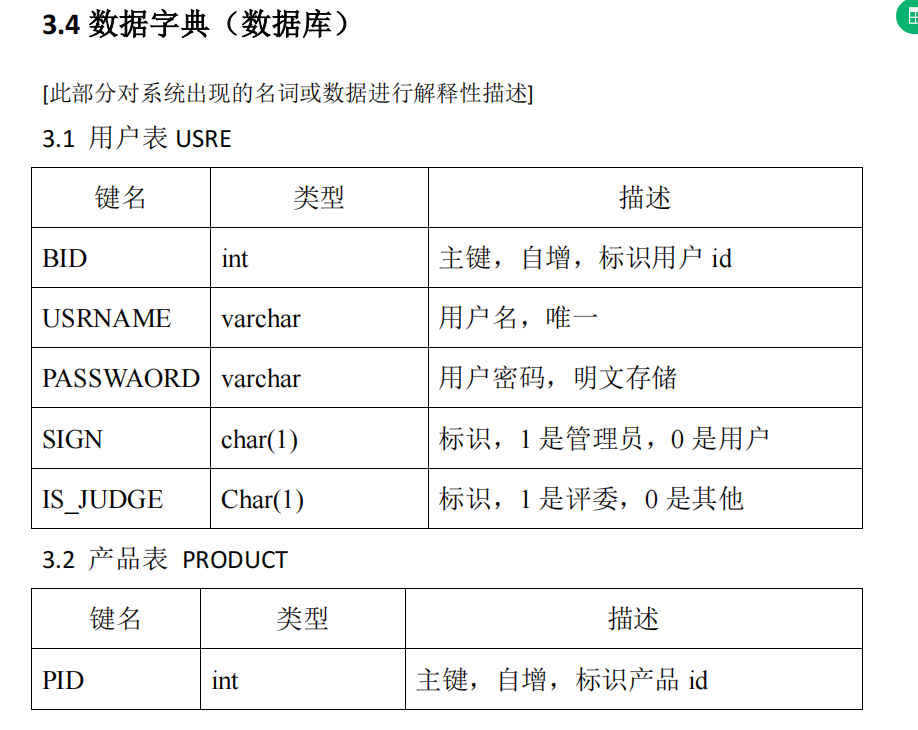 3.4 数据字典（数据库）
[此部分对系统出现的名词或数据进行解释性描述]
3.1 用户表 USRE
键名 类型 描述
BID int 主键，自增，标识用户 id
USRNAME varchar 用户名，唯一
PASSWAORD varchar 用户密码，明文存储
SIGN char(1) 标识，1 是管理员，0 是用户
IS_JUDGE Char(1) 标识，1 是评委，0 是其他
3.2 产品表 PRODUCT
键名 类型 描述
PID int 主键，自增，标识产品 id